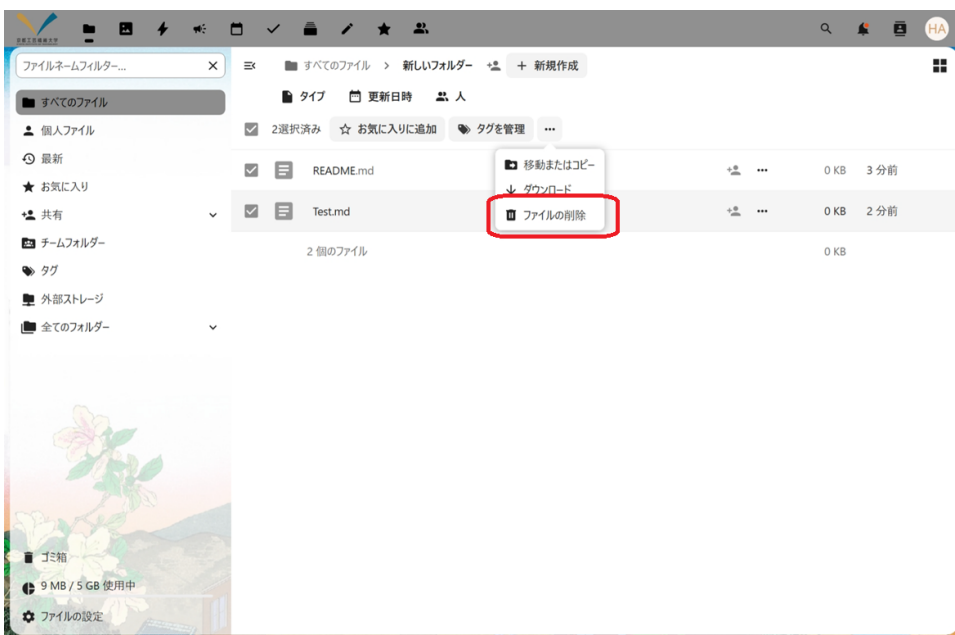 京都工芸繊維大学
HA
ファイルネームフィルター...
すべてのファイル
個人ファイル
最新
お気に入り
共有
チームフォルダー
タグ
外部ストレージ
全てのフォルダー
ゴミ箱
9 MB / 5 GB 使用中
ファイルの設定
すべてのファイル > 新しいフォルダー + 新規作成
タイプ 更新日時 人
2選択済み お気に入りに追加 タグを管理 ...
移動またはコピー
ダウンロード
ファイルの削除
README.md ... 0 KB 3 分前
Test.md ... 0 KB 2 分前
2 個のファイル 0 KB